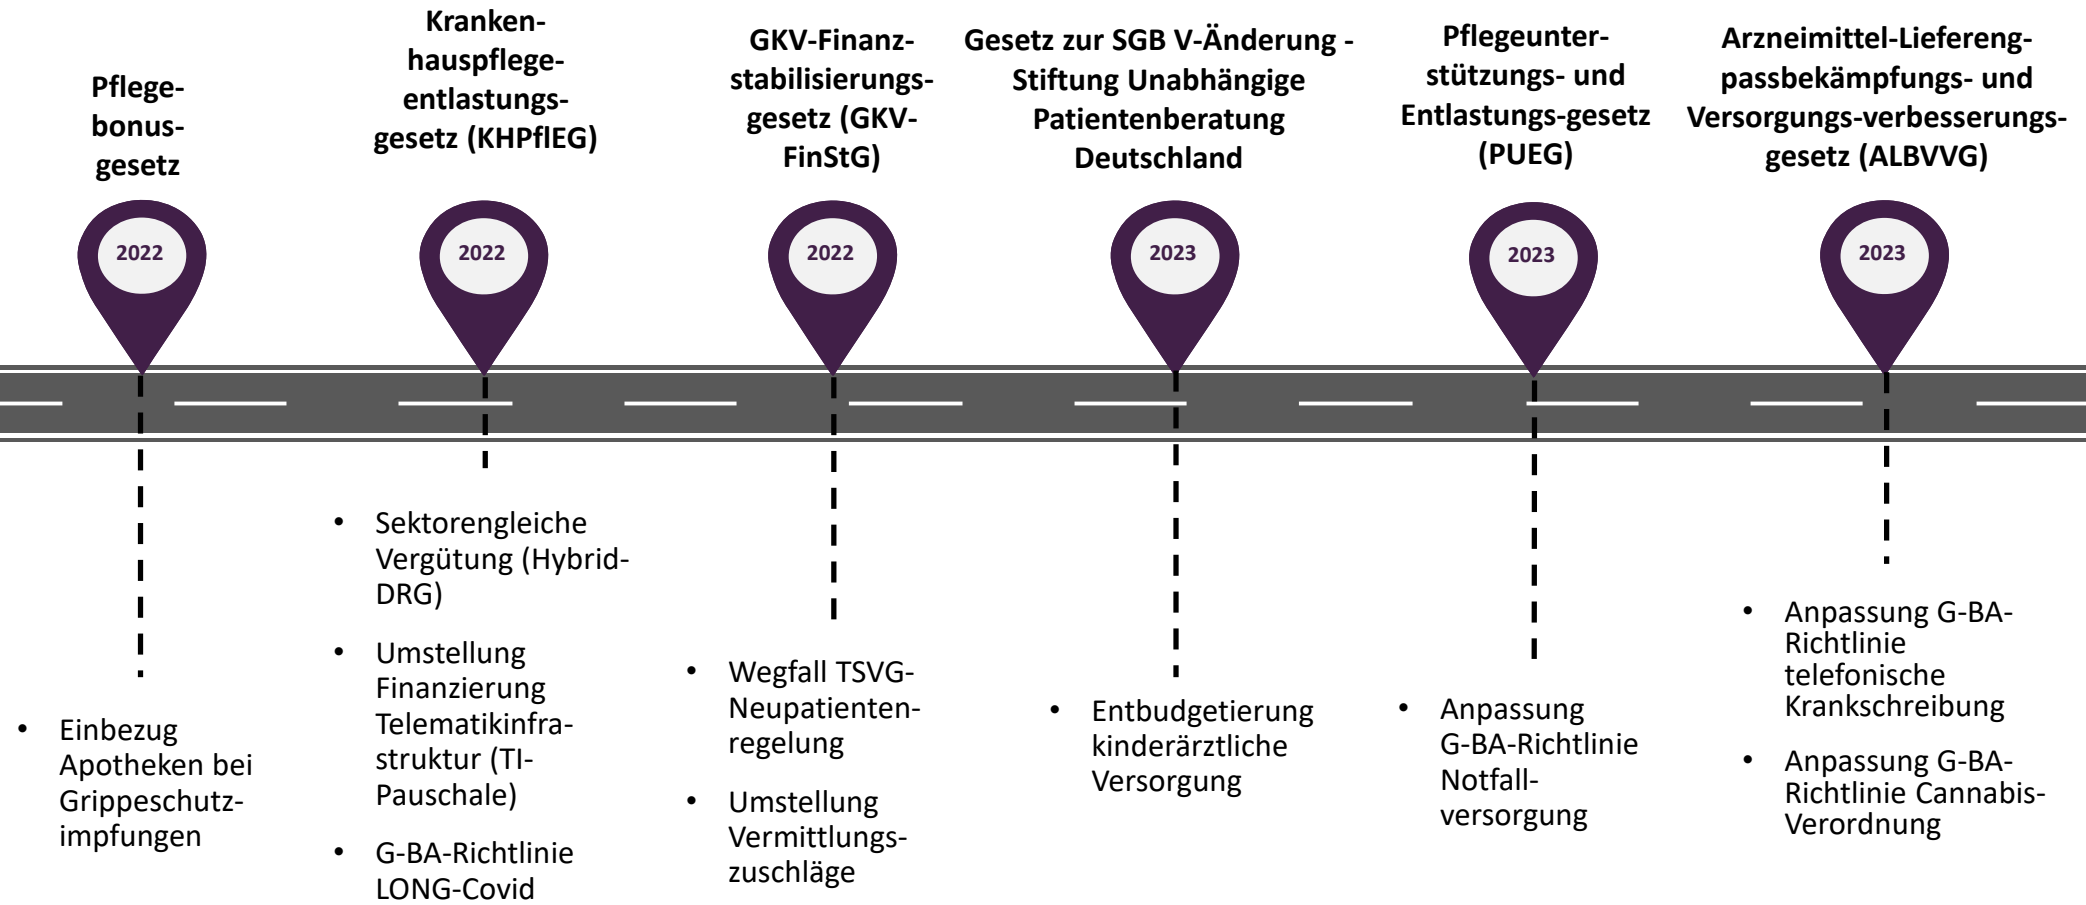 Pflege-
bonus-
gesetz
Kranken-
hauspflege-
entlastungs-
gesetz (KHPflEG)
GKV-Finanz-
stabilisierungs-
gesetz (GKV-
FinStG)
Gesetz zur SGB V-Änderung -
Stiftung Unabhängige
Patientenberatung
Deutschland
Pflegeunter-
stützungs- und
Entlastungs-gesetz
(PUEG)
Arzneimittel-Liefereng-
passbekämpfungs- und
Versorgungs-verbesserungs-
gesetz (ALBVVG)
2022
2022
2022
2023
2023
2023
• Einbezug
Apotheken bei
Grippeschutz-
impfungen
• Sektorengleiche
Vergütung (Hybrid-
DRG)
• Umstellung
Finanzierung
Telematikinfra-
struktur (TI-
Pauschale)
• G-BA-Richtlinie
LONG-Covid
• Wegfall TSVG-
Neupatienten-
regelung
• Umstellung
Vermittlungs-
zuschläge
• Entbudgetierung
kinderärztliche
Versorgung
• Anpassung
G-BA-Richtlinie
Notfall-
versorgung
• Anpassung G-BA-
Richtlinie
telefonische
Krankschreibung
• Anpassung G-BA-
Richtlinie Cannabis-
Verordnung